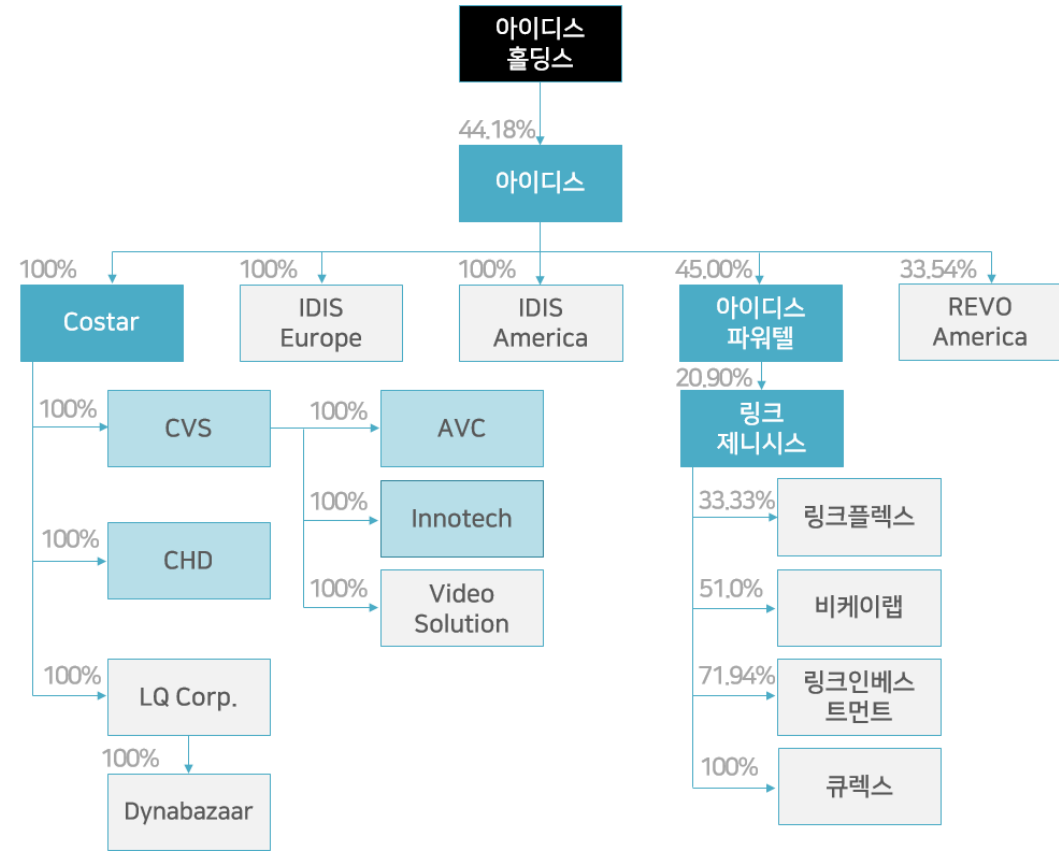 아이디스
홀딩스
44.18%
아이디스
100%
100%
100%
45.00%
33.54%
Costar
IDIS
Europe
IDIS
America
아이디스
파워텔
REVO
America
20.90%
링크
제니시스
100%
CVS
100%
AVC
100%
Innotech
100%
Video
Solution
100%
CHD
100%
LQ Corp.
100%
Dynabazaar
33.33%
링크플렉스
51.0%
비케이랩
71.94%
링크인베스
트먼트
100%
큐렉스